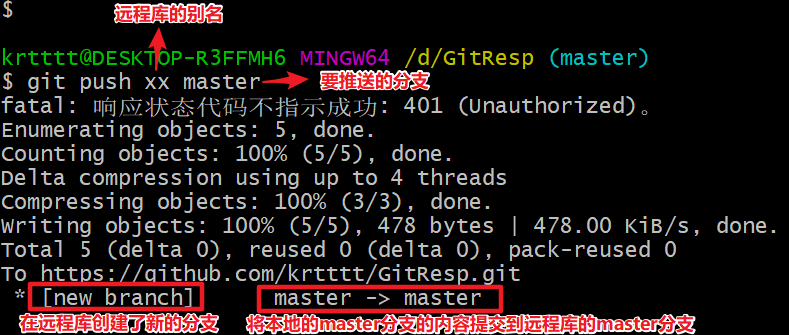 $
远程库的别名
krtttt@DESKTOP-R3FFMH6 MINGW64 /d/GitResp (master)
$ git push xx master
要推送的分支
fatal: 响应状态代码不指示成功: 401 (Unauthorized)。
Enumerating objects: 5, done.
Counting objects: 100% (5/5), done.
Delta compression using up to 4 threads
Compressing objects: 100% (3/3), done.
Writing objects: 100% (5/5), 478 bytes | 478.00 KiB/s, done.
Total 5 (delta 0), reused 0 (delta 0), pack-reused 0
To https://github.com/krtttt/GitResp.git
* [new branch] master -> master
在远程库创建了新的分支
将本地的master分支的内容提交到远程库的master分支